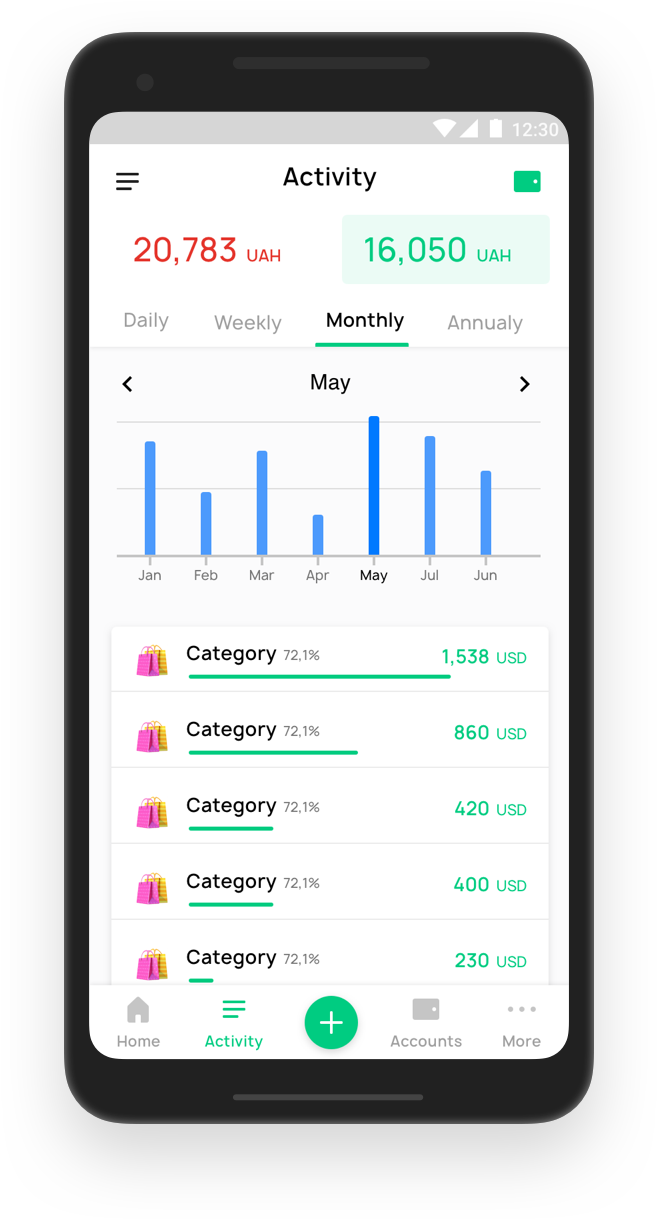 12:30
Activity
20,783 UAH 16,050 UAH
Daily Weekly Monthly Annualy
May
Jan Feb Mar Apr May Jul Jun
Category 72,1% 1,538 USD
Category 72,1% 860 USD
Category 72,1% 420 USD
Category 72,1% 400 USD
Category 72,1% 230 USD
Home Activity Accounts More